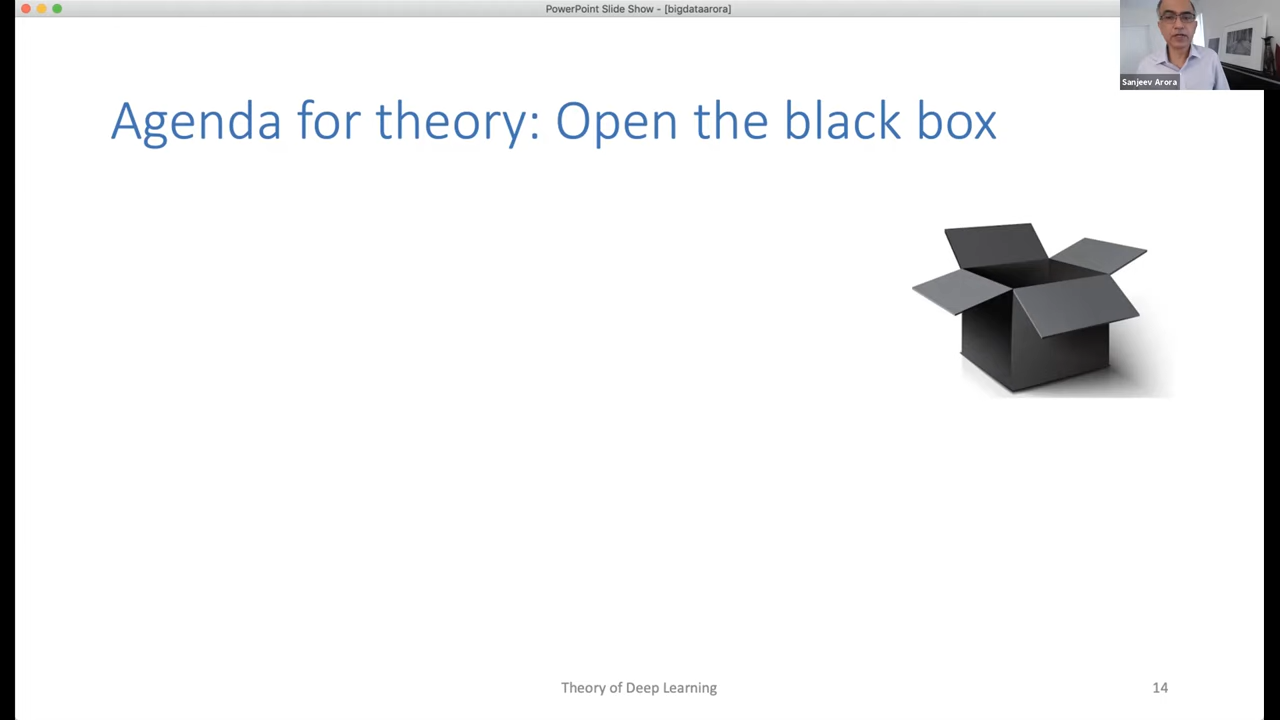 PowerPoint Slide Show - [bigdataarora]
Sanjeev Arora
Agenda for theory: Open the black box
Theory of Deep Learning
14